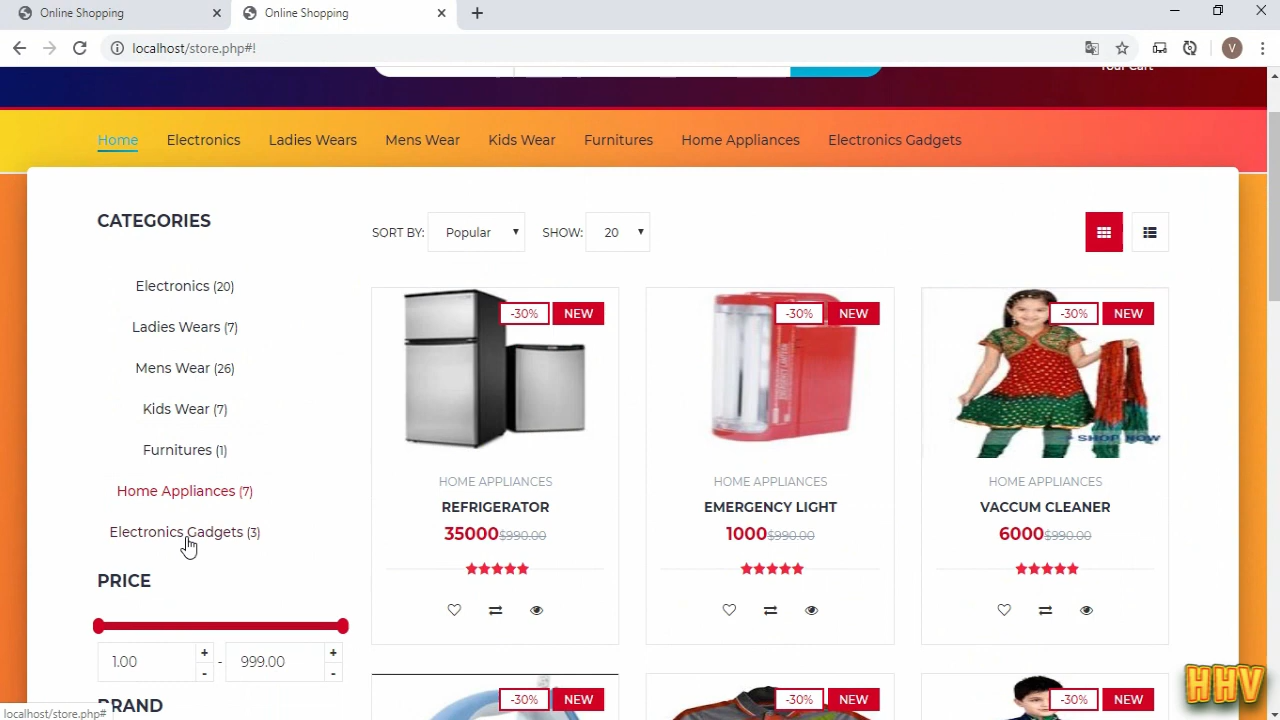 Online Shopping
Online Shopping
localhost/store.php#!
V
Your Cart
Home Electronics Ladies Wears Mens Wear Kids Wear Furnitures Home Appliances Electronics Gadgets
CATEGORIES
Electronics (20)
Ladies Wears (7)
Mens Wear (26)
Kids Wear (7)
Furnitures (1)
Home Appliances (7)
Electronics Gadgets (3)
PRICE
1.00 + - - 999.00 + -
BRAND
SORT BY: Popular SHOW: 20
-30% NEW
HOME APPLIANCES
REFRIGERATOR
35000$990.00
-30% NEW
HOME APPLIANCES
EMERGENCY LIGHT
1000$990.00
-30% NEW
SHOP NOW
HOME APPLIANCES
VACCUM CLEANER
6000$990.00
-30% NEW
-30% NEW
-30% NEW
localhost/store.php#
HHV